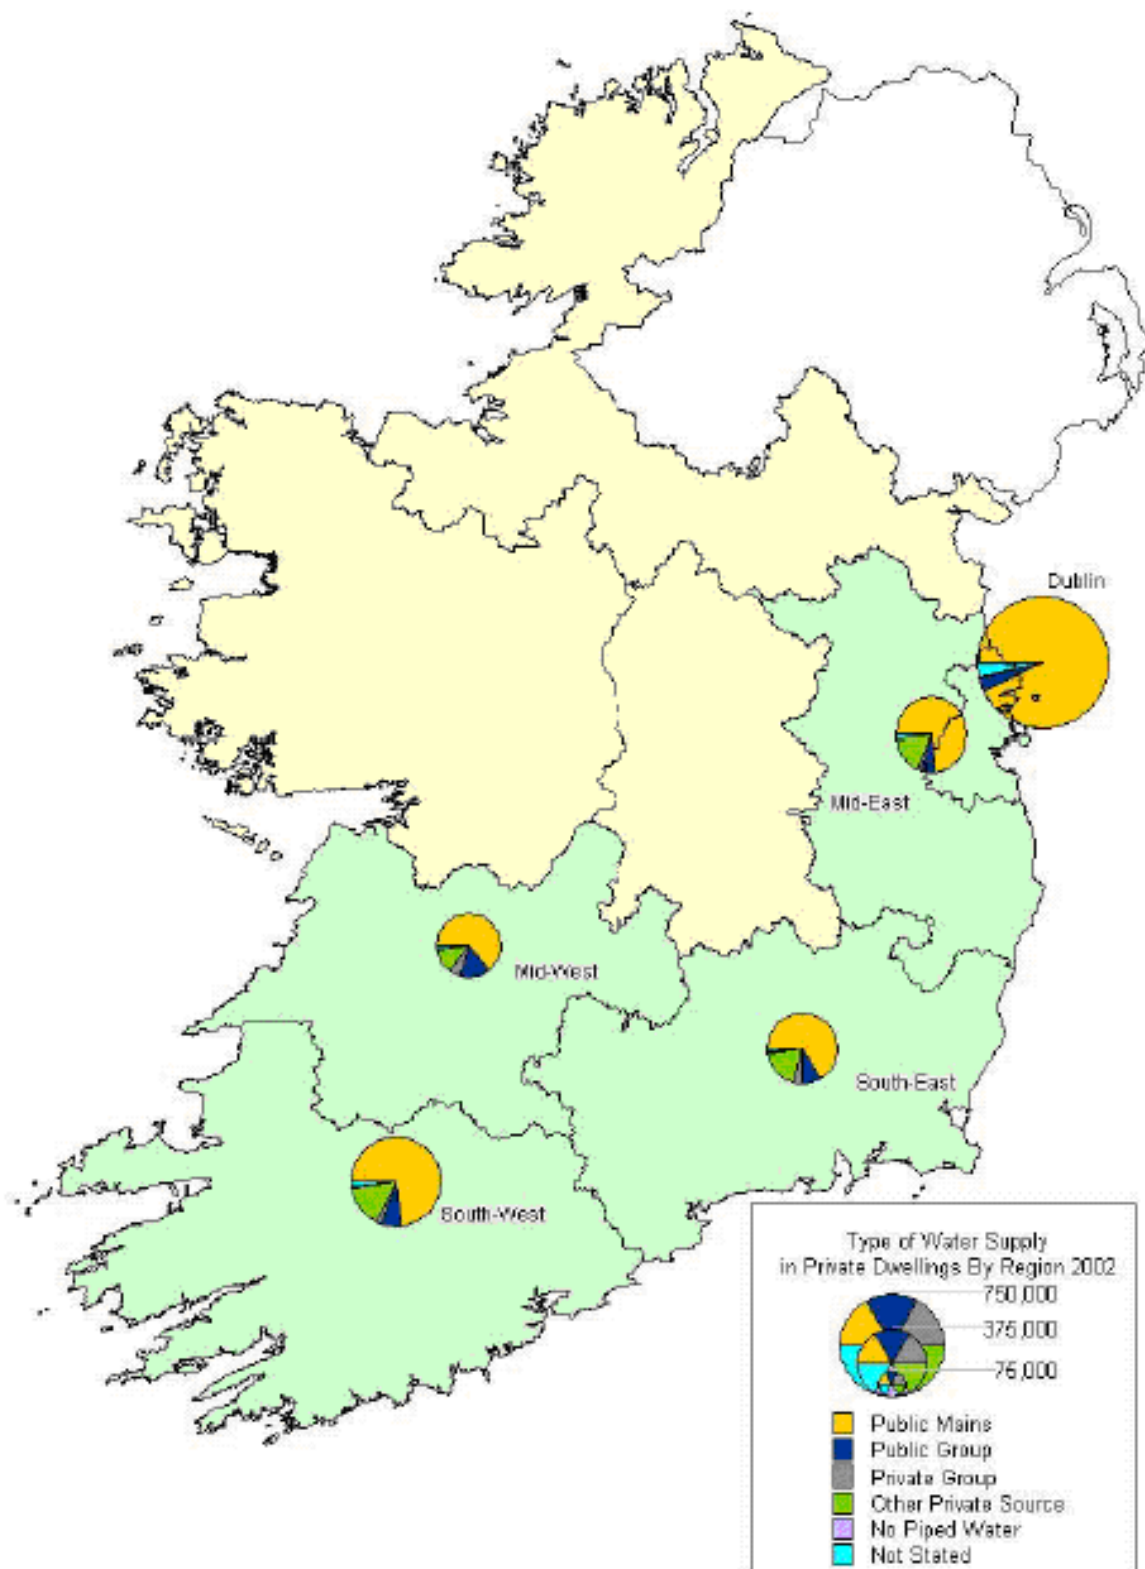 Dublin
Mid-East
Mid-West
South-East
South-West
Type of Water Supply
in Private Dwellings By Region 2002
750,000
375,000
75,000
Public Mains
Public Group
Private Group
Other Private Source
No Piped Water
Not Stated